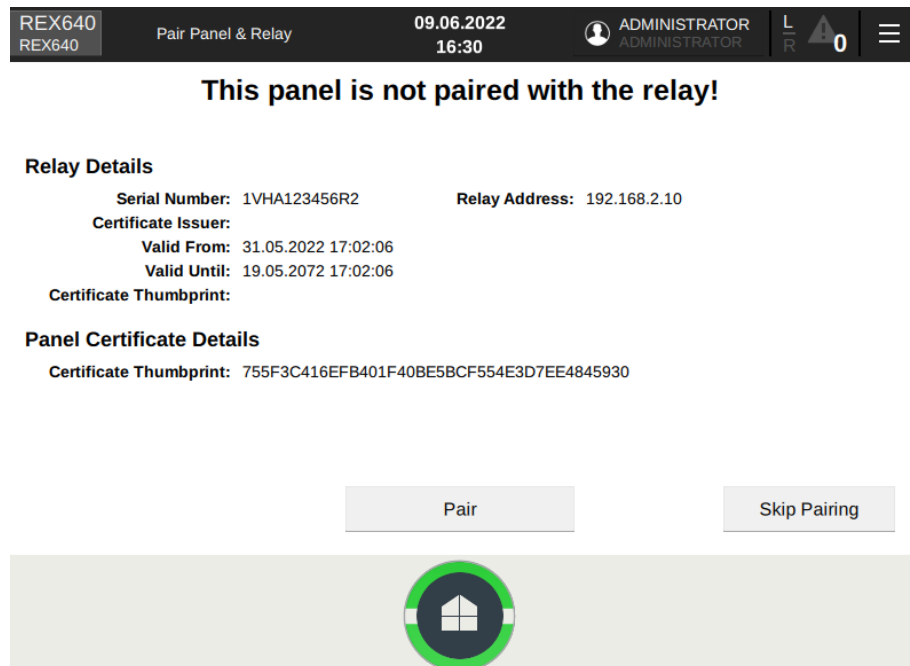 REX640
REX640
Pair Panel & Relay
09.06.2022
16:30
ADMINISTRATOR
ADMINISTRATOR
L
R
0
This panel is not paired with the relay!
Relay Details
Serial Number: 1VHA123456R2 Relay Address: 192.168.2.10
Certificate Issuer:
Valid From: 31.05.2022 17:02:06
Valid Until: 19.05.2072 17:02:06
Certificate Thumbprint:
Panel Certificate Details
Certificate Thumbprint: 755F3C416EFB401F40BE5BCF554E3D7EE4845930
Pair Skip Pairing